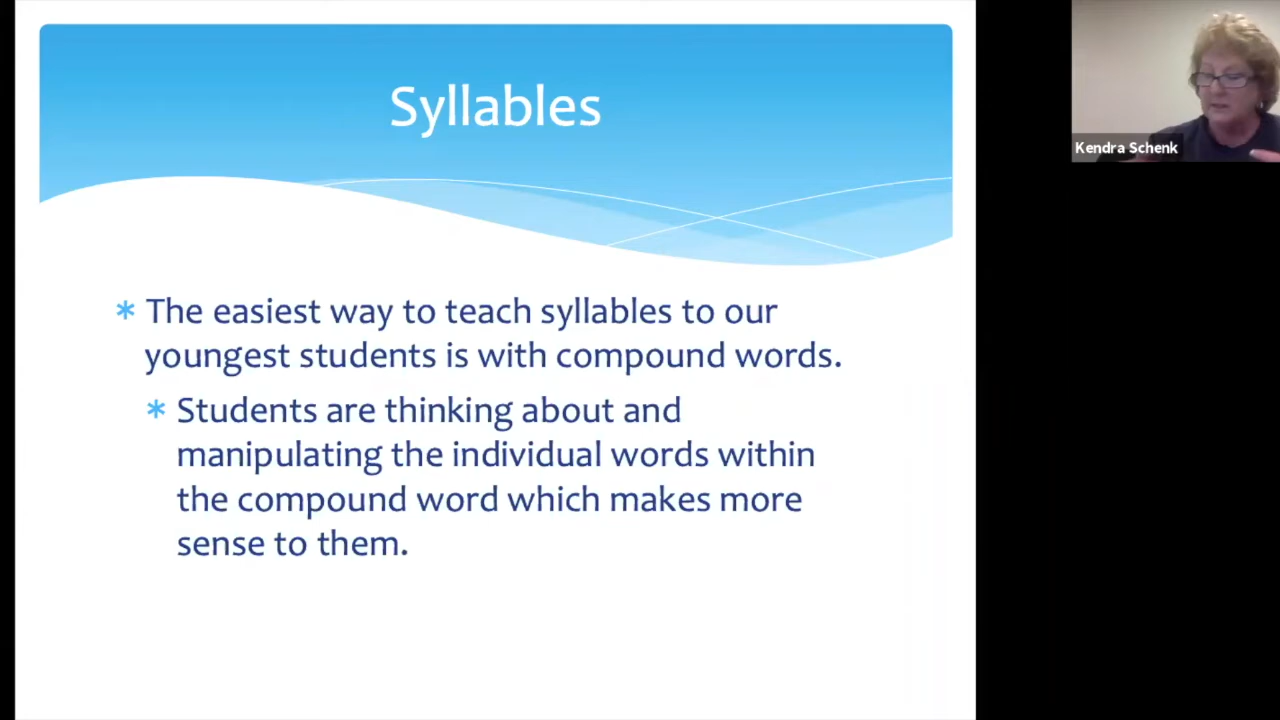 Syllables
Kendra Schenk
* The easiest way to teach syllables to our
youngest students is with compound words.
* Students are thinking about and
manipulating the individual words within
the compound word which makes more
sense to them.